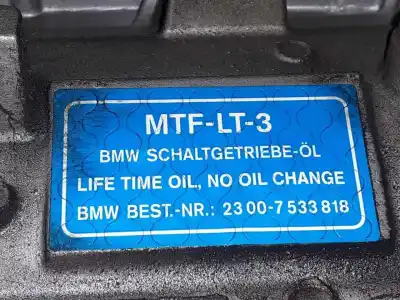 MTF-LT-3
BMW SCHALTGETRIEBE-ÖL
LIFE TIME OIL, NO OIL CHANGE
BMW BEST.-NR.: 23 00-7 533 818